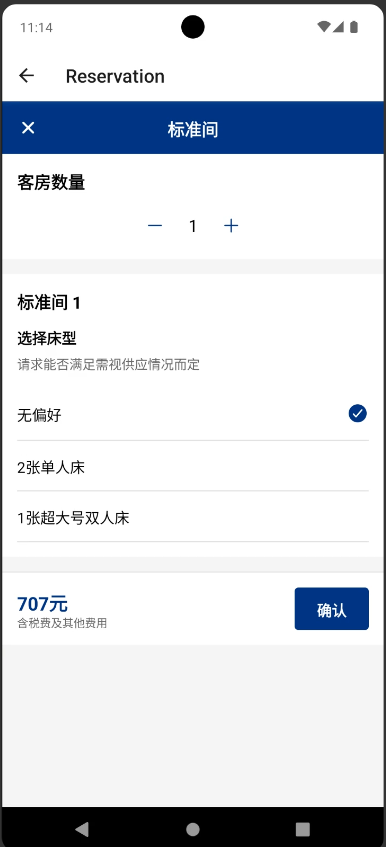 11:14
Reservation
标准间
客房数量
1
标准间 1
选择床型
请求能否满足需视供应情况而定
无偏好
2张单人床
1张超大号双人床
707元
确认
含税费及其他费用